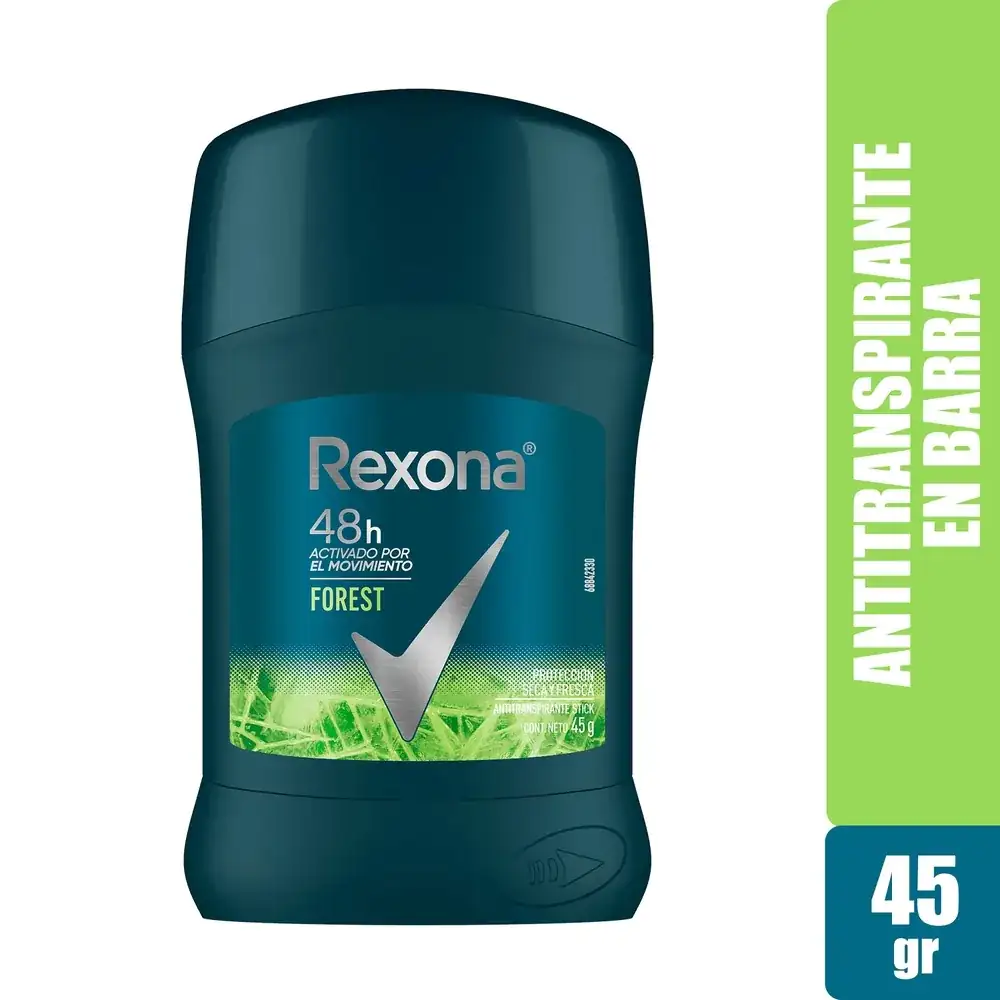 Rexona®
48h
ACTIVADO POR
EL MOVIMIENTO
FOREST
68842330
PROTECCIÓN
SECA Y FRESCA
ANTITRANSPIRANTE STICK
CONT. NETO 45 g
ANTITRANSPIRANTE
EN BARRA
45
gr